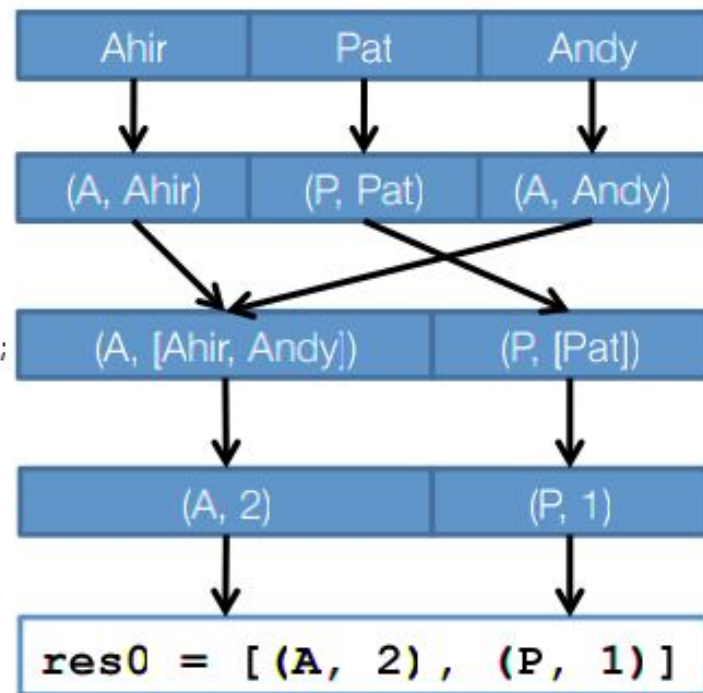 Ahir Pat Andy
(A, Ahir) (P, Pat) (A, Andy)
; (A, [Ahir, Andy]) (P, [Pat])
(A, 2) (P, 1)
res0 = [(A, 2), (P, 1)]